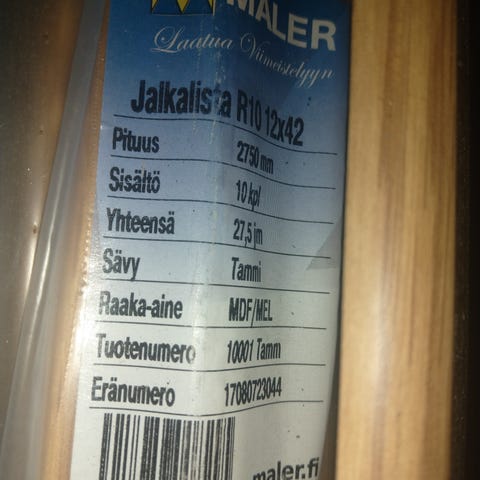 MALER
Laatua Viimeistelyyn
Jalkalista R10 12x42
Pituus 2750 mm
Sisältö 10 kpl
Yhteensä 27,5 jm
Sävy Tammi
Raaka-aine MDF/MEL
Tuotenumero 10001 Tamm
Eränumero 17080723044
maler.fi